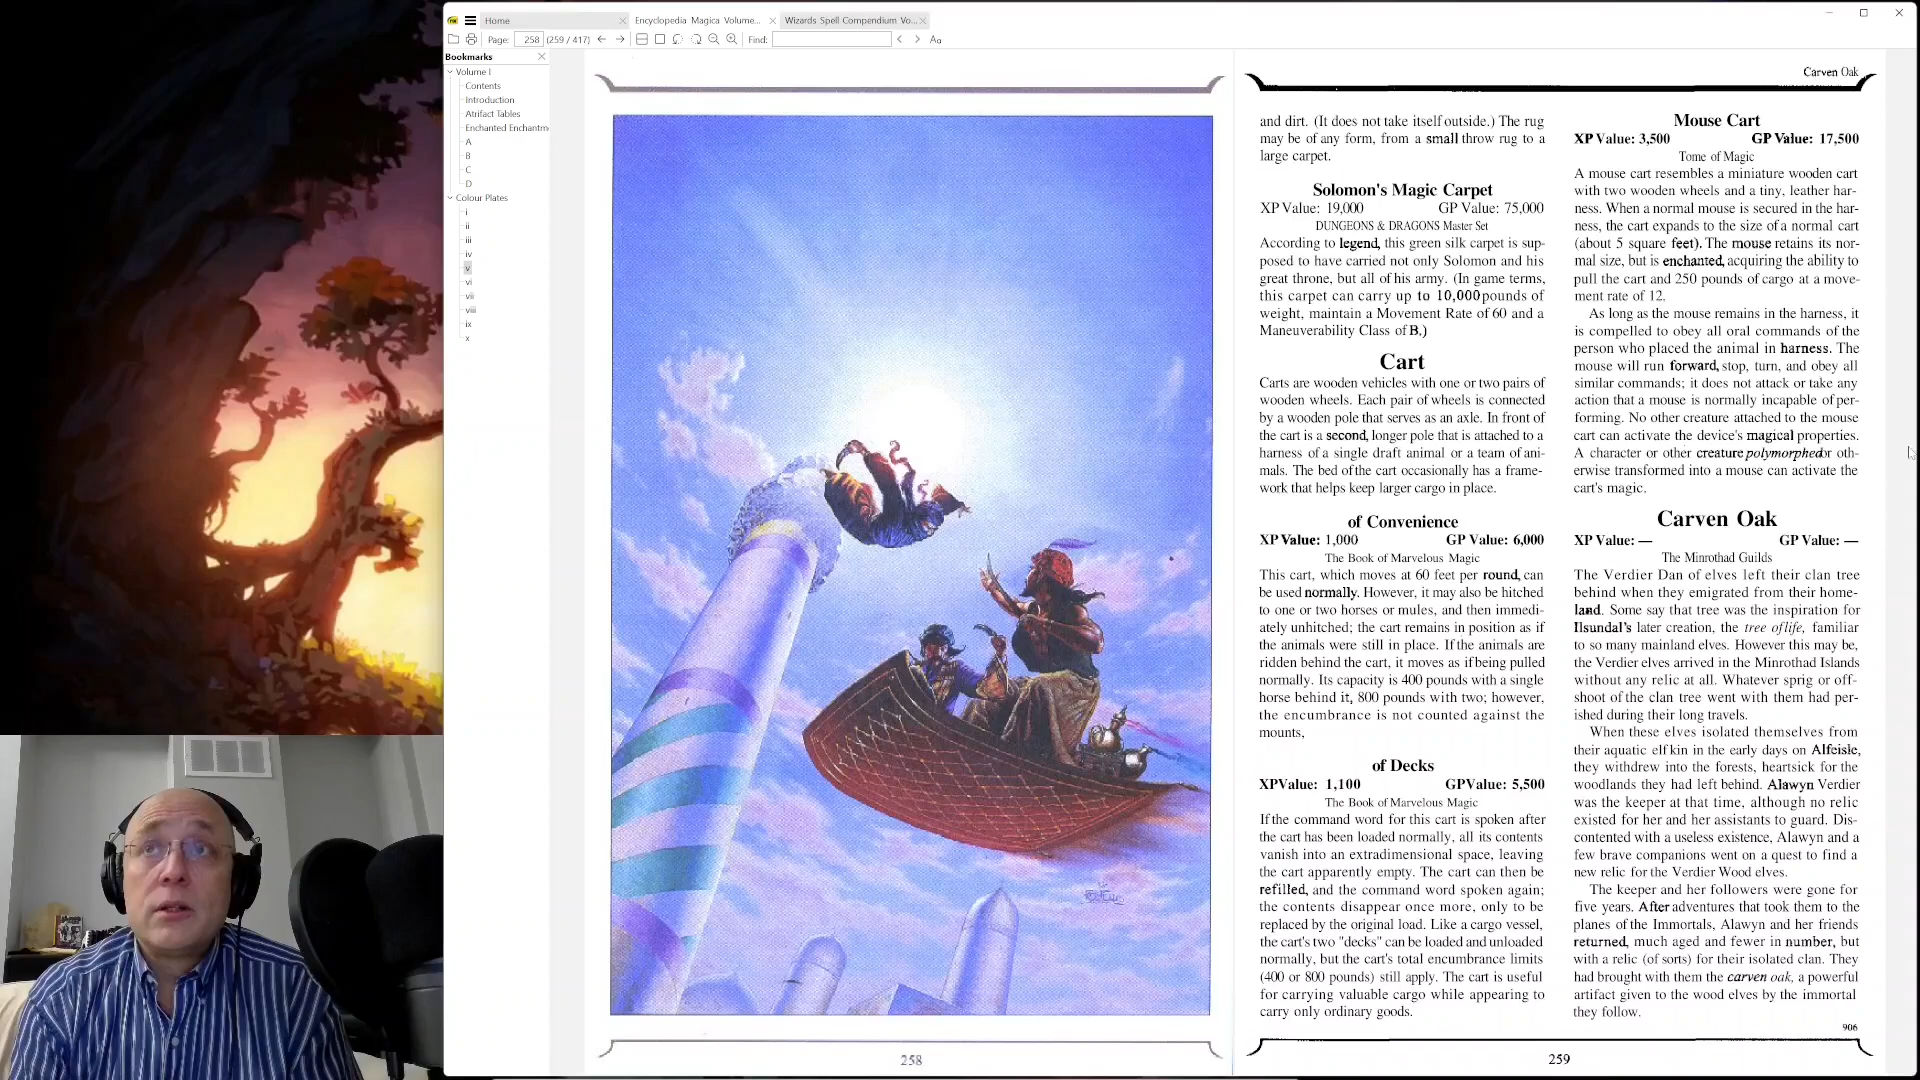 Home
Encyclopedia Magica Volume...
Wizards Spell Compendium Vo...
Page: 258 (259 / 417)
Find:
Aa
Bookmarks
Volume I
Contents
Introduction
Atrifact Tables
Enchanted Enchantm
A
B
C
D
Colour Plates
i
ii
iii
iv
v
vi
vii
viii
ix
x
258
Carven Oak
and dirt. (It does not take itself outside.) The rug
may be of any form, from a small throw rug to a
large carpet.
Solomon's Magic Carpet
XP Value: 19,000 GP Value: 75,000
DUNGEONS & DRAGONS Master Set
According to legend, this green silk carpet is sup-
posed to have carried not only Solomon and his
great throne, but all of his army. (In game terms,
this carpet can carry up to 10,000 pounds of
weight, maintain a Movement Rate of 60 and a
Maneuverability Class of B.)
Cart
Carts are wooden vehicles with one or two pairs of
wooden wheels. Each pair of wheels is connected
by a wooden pole that serves as an axle. In front of
the cart is a second, longer pole that is attached to a
harness of a single draft animal or a team of ani-
mals. The bed of the cart occasionally has a frame-
work that helps keep larger cargo in place.
of Convenience
XP Value: 1,000 GP Value: 6,000
The Book of Marvelous Magic
This cart, which moves at 60 feet per round, can
be used normally. However, it may also be hitched
to one or two horses or mules, and then immedi-
ately unhitched; the cart remains in position as if
the animals were still in place. If the animals are
ridden behind the cart, it moves as if being pulled
normally. Its capacity is 400 pounds with a single
horse behind it, 800 pounds with two; however,
the encumbrance is not counted against the
mounts,
of Decks
XP Value: 1,100 GP Value: 5,500
The Book of Marvelous Magic
If the command word for this cart is spoken after
the cart has been loaded normally, all its contents
vanish into an extradimensional space, leaving
the cart apparently empty. The cart can then be
refilled, and the command word spoken again;
the contents disappear once more, only to be
replaced by the original load. Like a cargo vessel,
the cart's two "decks" can be loaded and unloaded
normally, but the cart's total encumbrance limits
(400 or 800 pounds) still apply. The cart is useful
for carrying valuable cargo while appearing to
carry only ordinary goods.
Mouse Cart
XP Value: 3,500 GP Value: 17,500
Tome of Magic
A mouse cart resembles a miniature wooden cart
with two wooden wheels and a tiny, leather har-
ness. When a normal mouse is secured in the har-
ness, the cart expands to the size of a normal cart
(about 5 square feet). The mouse retains its nor-
mal size, but is enchanted, acquiring the ability to
pull the cart and 250 pounds of cargo at a move-
ment rate of 12.
As long as the mouse remains in the harness, it
is compelled to obey all oral commands of the
person who placed the animal in harness. The
mouse will run forward, stop, turn, and obey all
similar commands; it does not attack or take any
action that a mouse is normally incapable of per-
forming. No other creature attached to the mouse
cart can activate the device's magical properties.
A character or other creature polymorphed or oth-
erwise transformed into a mouse can activate the
cart's magic.
Carven Oak
XP Value: — GP Value: —
The Minrothad Guilds
The Verdier Dan of elves left their clan tree
behind when they emigrated from their home-
land. Some say that tree was the inspiration for
Ilsundal's later creation, the tree of life, familiar
to so many mainland elves. However this may be,
the Verdier elves arrived in the Minrothad Islands
without any relic at all. Whatever sprig or off-
shoot of the clan tree went with them had per-
ished during their long travels.
When these elves isolated themselves from
their aquatic elf kin in the early days on Alfeisle,
they withdrew into the forests, heartsick for the
woodlands they had left behind. Alawyn Verdier
was the keeper at that time, although no relic
existed for her and her assistants to guard. Dis-
contented with a useless existence, Alawyn and a
few brave companions went on a quest to find a
new relic for the Verdier Wood elves.
The keeper and her followers were gone for
five years. After adventures that took them to the
planes of the Immortals, Alawyn and her friends
returned, much aged and fewer in number, but
with a relic (of sorts) for their isolated clan. They
had brought with them the carven oak, a powerful
artifact given to the wood elves by the immortal
they follow.
906
259